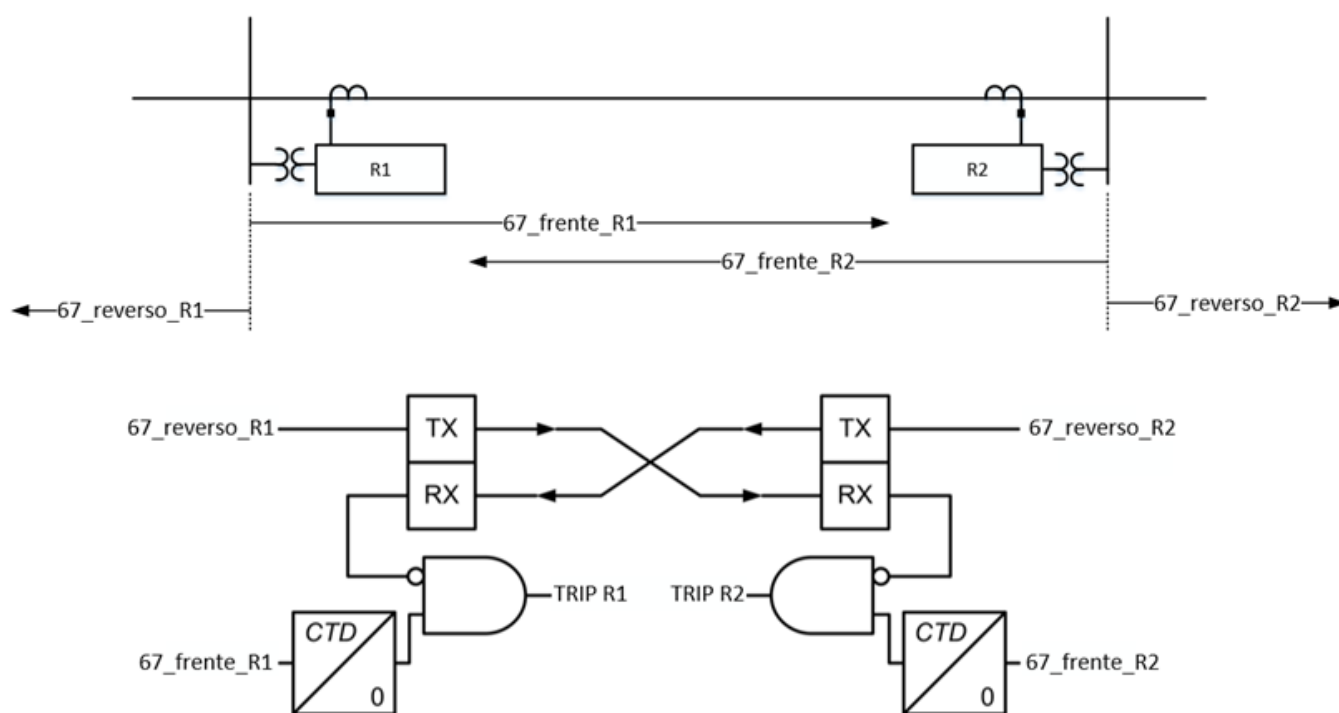 R1
R2
67_frente_R1
67_frente_R2
67_reverso_R1
67_reverso_R2
67_reverso_R1
TX
TX
67_reverso_R2
RX
RX
TRIP R1
TRIP R2
CTD
CTD
67_frente_R1
67_frente_R2
0
0